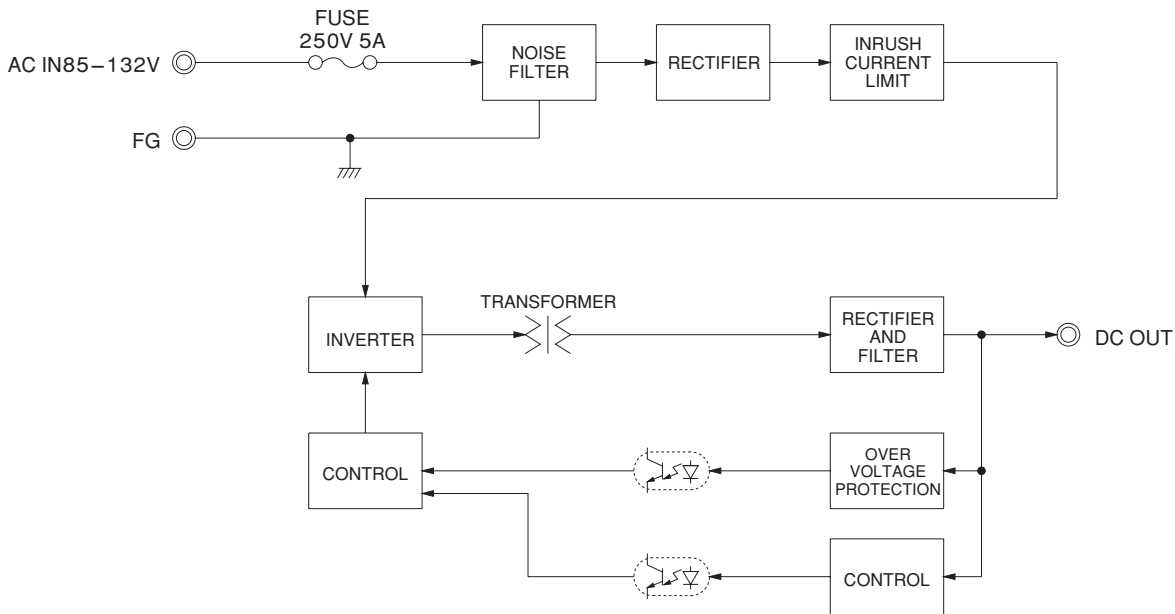 FUSE
250V 5A
AC IN85–132V
NOISE
FILTER
RECTIFIER
INRUSH
CURRENT
LIMIT
FG
TRANSFORMER
INVERTER
RECTIFIER
AND
FILTER
DC OUT
CONTROL
OVER
VOLTAGE
PROTECTION
CONTROL